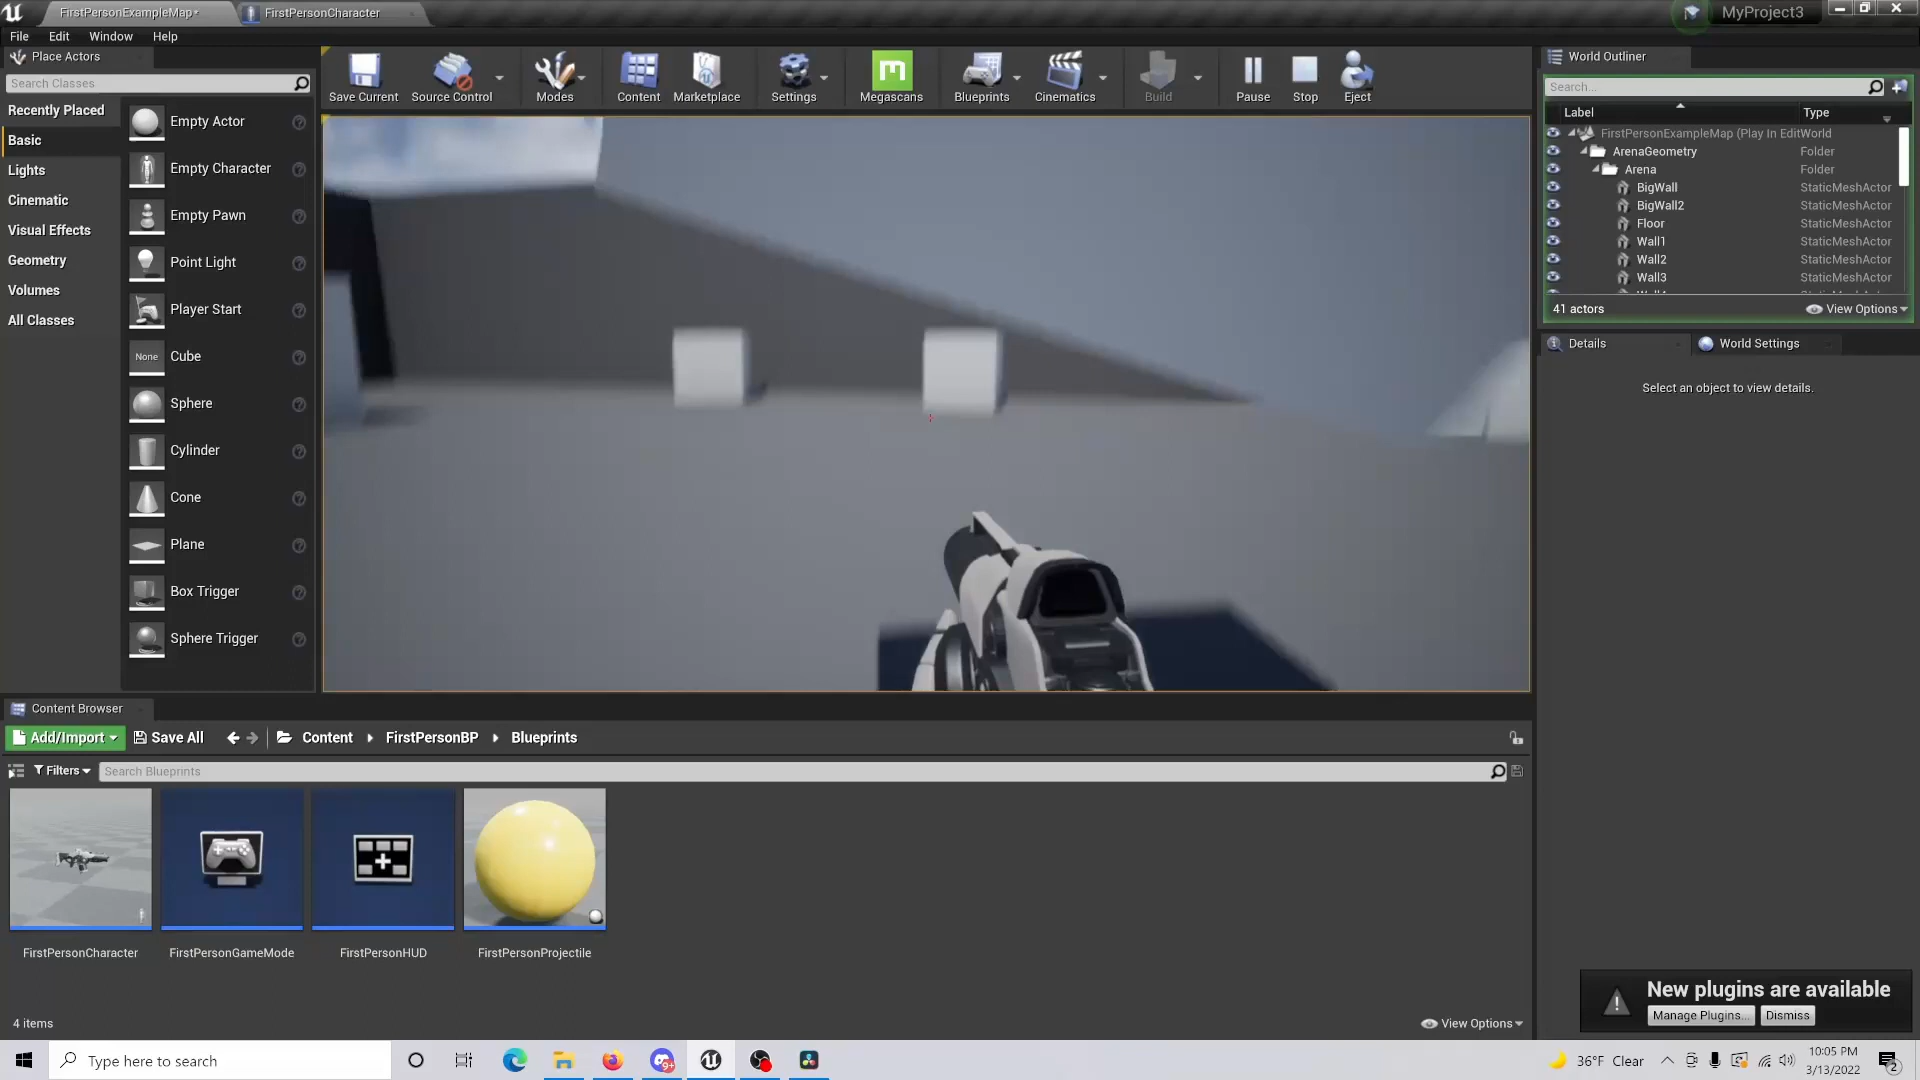 FirstPersonExampleMap*
FirstPersonCharacter
MyProject3
File Edit Window Help
Place Actors
Search Classes
Recently Placed
Basic
Lights
Cinematic
Visual Effects
Geometry
Volumes
All Classes
Empty Actor
Empty Character
Empty Pawn
Point Light
Player Start
None
Cube
Sphere
Cylinder
Cone
Plane
Box Trigger
Sphere Trigger
Save Current
Source Control
Modes
Content
Marketplace
Settings
Megascans
Blueprints
Cinematics
Build
Pause
Stop
Eject
World Outliner
Search...
Label Type
FirstPersonExampleMap (Play In EditWorld
ArenaGeometry Folder
Arena Folder
BigWall StaticMeshActor
BigWall2 StaticMeshActor
Floor StaticMeshActor
Wall1 StaticMeshActor
Wall2 StaticMeshActor
Wall3 StaticMeshActor
41 actors
View Options
Details
World Settings
Select an object to view details.
Content Browser
Add/Import
Save All
Content
FirstPersonBP
Blueprints
Filters
Search Blueprints
FirstPersonCharacter
FirstPersonGameMode
FirstPersonHUD
FirstPersonProjectile
4 items
View Options
New plugins are available
Manage Plugins...
Dismiss
Type here to search
9+
36°F Clear
10:05 PM
3/13/2022
2